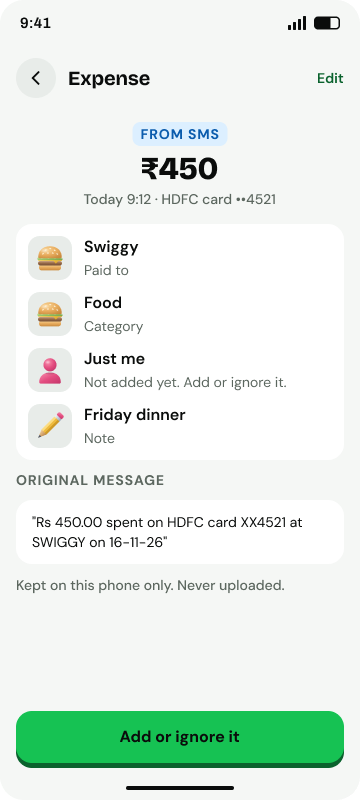 9:41
Expense
Edit
FROM SMS
₹450
Today 9:12 · HDFC card ••4521
Swiggy
Paid to
Food
Category
Just me
Not added yet. Add or ignore it.
Friday dinner
Note
ORIGINAL MESSAGE
"Rs 450.00 spent on HDFC card XX4521 at
SWIGGY on 16-11-26"
Kept on this phone only. Never uploaded.
Add or ignore it